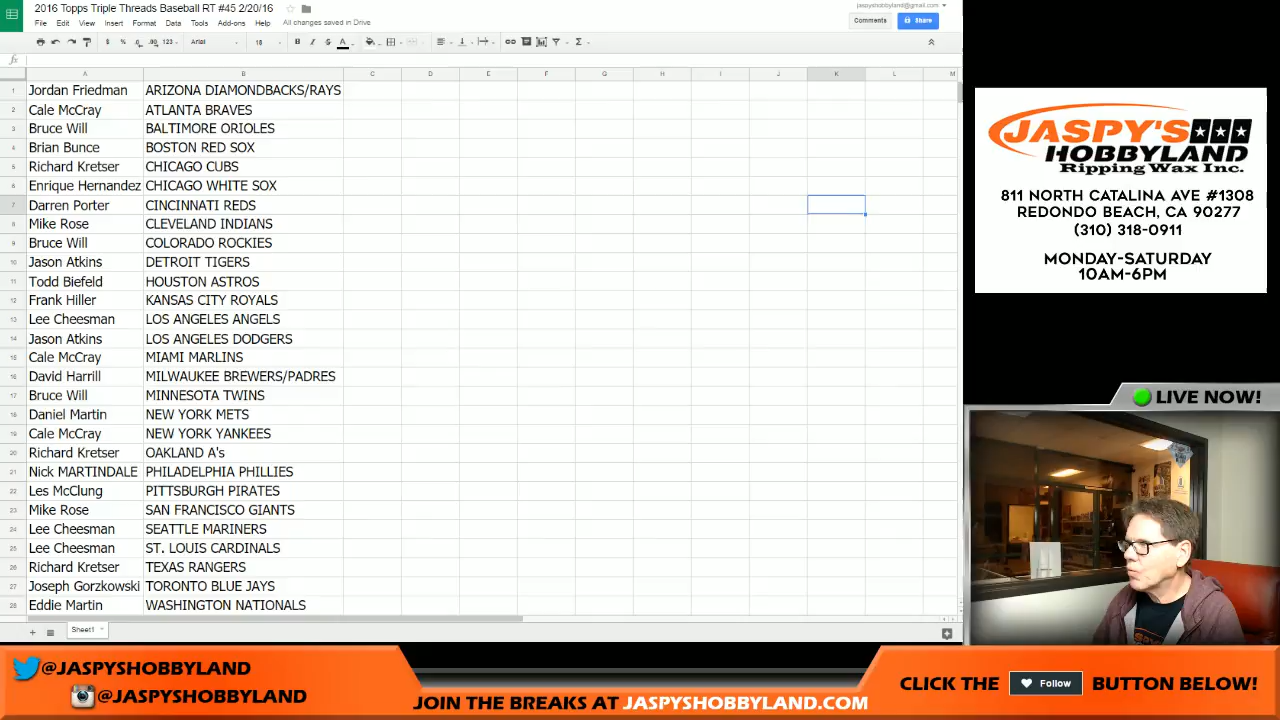 2016 Topps Triple Threads Baseball RT #45 2/20/16
jaspyshobbyland@gmail.com
File Edit View Insert Format Data Tools Add-ons Help All changes saved in Drive
Comments Share
$ % .0 .00 123 Arial 18 B I S A
fx
A B C D E F G H I J K L M
1 Jordan Friedman ARIZONA DIAMONDBACKS/RAYS
2 Cale McCray ATLANTA BRAVES
3 Bruce Will BALTIMORE ORIOLES
4 Brian Bunce BOSTON RED SOX
5 Richard Kretser CHICAGO CUBS
6 Enrique Hernandez CHICAGO WHITE SOX
7 Darren Porter CINCINNATI REDS
8 Mike Rose CLEVELAND INDIANS
9 Bruce Will COLORADO ROCKIES
10 Jason Atkins DETROIT TIGERS
11 Todd Biefeld HOUSTON ASTROS
12 Frank Hiller KANSAS CITY ROYALS
13 Lee Cheesman LOS ANGELES ANGELS
14 Jason Atkins LOS ANGELES DODGERS
15 Cale McCray MIAMI MARLINS
16 David Harrill MILWAUKEE BREWERS/PADRES
17 Bruce Will MINNESOTA TWINS
18 Daniel Martin NEW YORK METS
19 Cale McCray NEW YORK YANKEES
20 Richard Kretser OAKLAND A's
21 Nick MARTINDALE PHILADELPHIA PHILLIES
22 Les McClung PITTSBURGH PIRATES
23 Mike Rose SAN FRANCISCO GIANTS
24 Lee Cheesman SEATTLE MARINERS
25 Lee Cheesman ST. LOUIS CARDINALS
26 Richard Kretser TEXAS RANGERS
27 Joseph Gorzkowski TORONTO BLUE JAYS
28 Eddie Martin WASHINGTON NATIONALS
Sheet1
JASPY'S
HOBBYLAND
Ripping Wax Inc.
811 NORTH CATALINA AVE #1308
REDONDO BEACH, CA 90277
(310) 318-0911
MONDAY-SATURDAY
10AM-6PM
LIVE NOW!
@JASPYSHOBBYLAND
@JASPYSHOBBYLAND
JOIN THE BREAKS AT JASPYSHOBBYLAND.COM
CLICK THE Follow BUTTON BELOW!